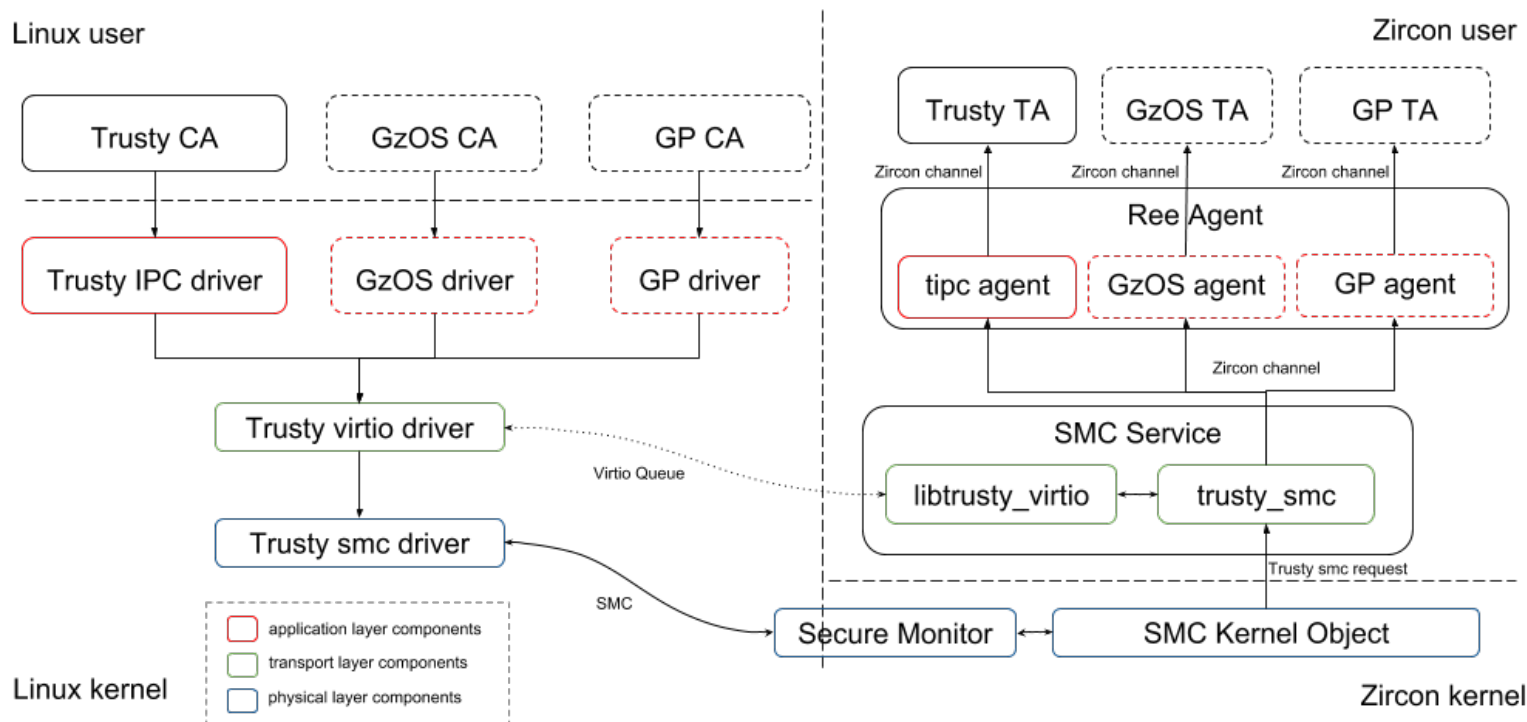 Linux user
Zircon user
Trusty CA
GzOS CA
GP CA
Trusty TA
GzOS TA
GP TA
Zircon channel
Zircon channel
Zircon channel
Ree Agent
Trusty IPC driver
GzOS driver
GP driver
tipc agent
GzOS agent
GP agent
Zircon channel
Trusty virtio driver
SMC Service
Virtio Queue
libtrusty_virtio
trusty_smc
Trusty smc driver
Trusty smc request
SMC
Secure Monitor
SMC Kernel Object
application layer components
transport layer components
physical layer components
Linux kernel
Zircon kernel